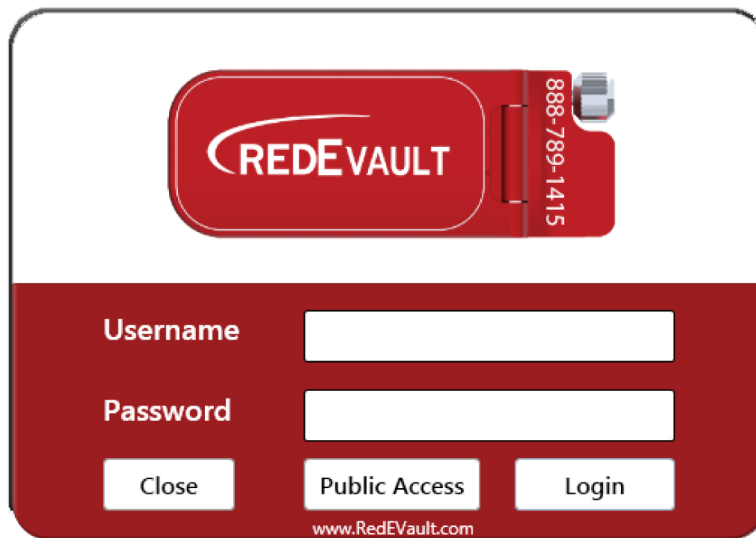 REDEVAULT
888-789-1415
Username
Password
Close
Public Access
Login
www.RedEVault.com